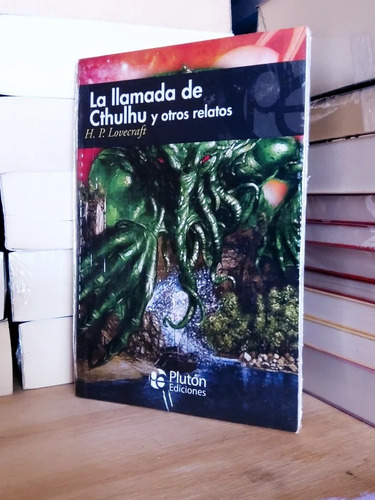 La llamada de
Cthulhu y otros relatos
H. P. Lovecraft
Plutón
Ediciones